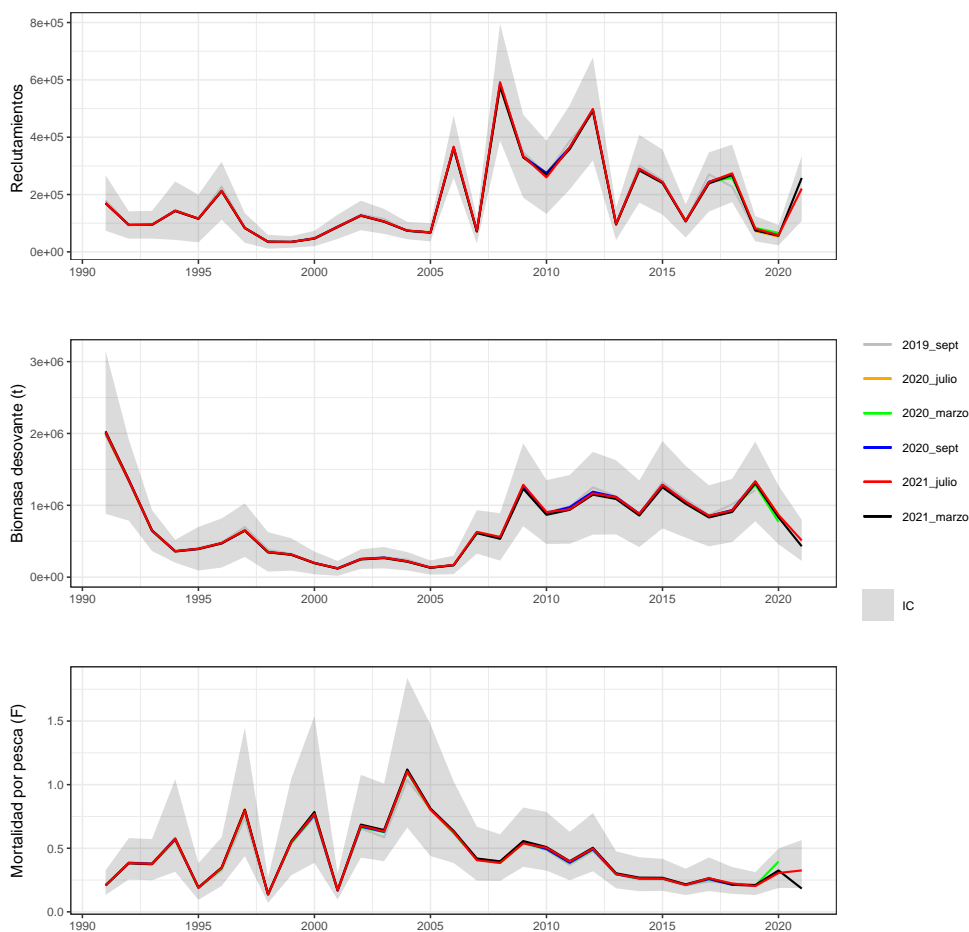 8e+05
6e+05
4e+05
2e+05
0e+00
Reclutamientos
1990 1995 2000 2005 2010 2015 2020
3e+06
2e+06
1e+06
0e+00
Biomasa desovante (t)
1990 1995 2000 2005 2010 2015 2020
2019_sept
2020_julio
2020_marzo
2020_sept
2021_julio
2021_marzo
IC
1.5
1.0
0.5
0.0
Mortalidad por pesca (F)
1990 1995 2000 2005 2010 2015 2020